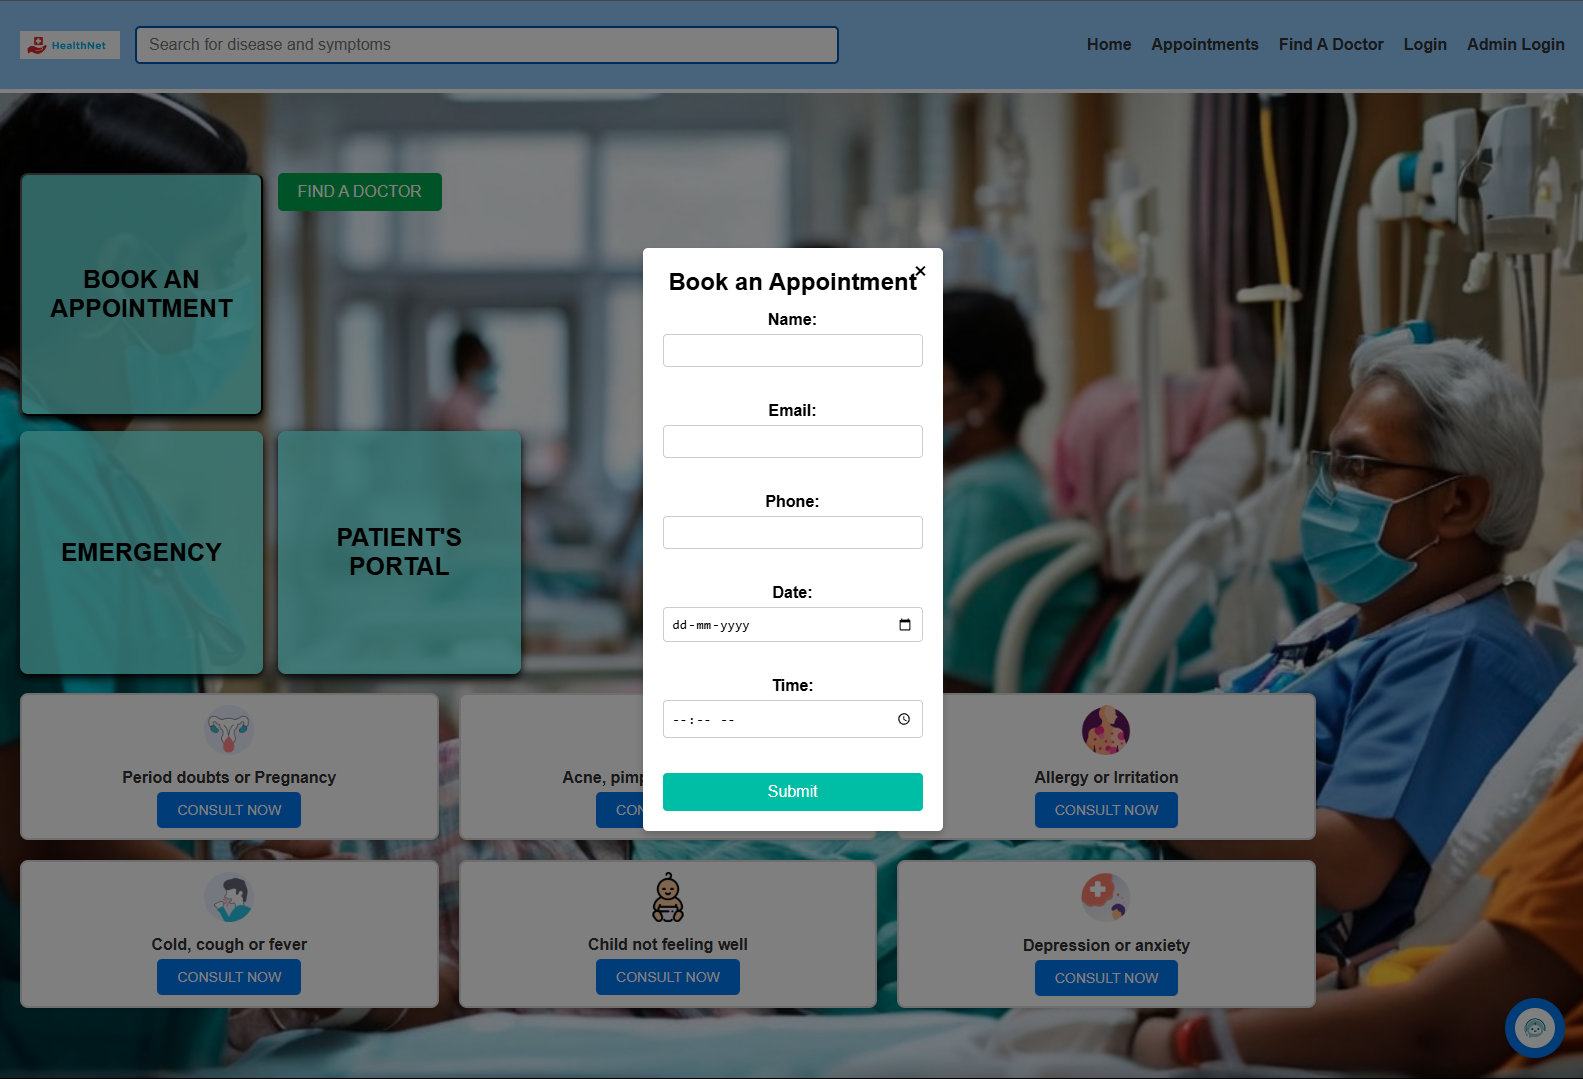 HealthNet
Search for disease and symptoms
Home Appointments Find A Doctor Login Admin Login
BOOK AN
APPOINTMENT
FIND A DOCTOR
EMERGENCY
PATIENT'S
PORTAL
Book an Appointment ×
Name:
Email:
Phone:
Date:
dd-mm-yyyy
Time:
--:-- --
Submit
Period doubts or Pregnancy
CONSULT NOW
Acne,
CON
Allergy or Irritation
CONSULT NOW
Cold, cough or fever
CONSULT NOW
Child not feeling well
CONSULT NOW
Depression or anxiety
CONSULT NOW